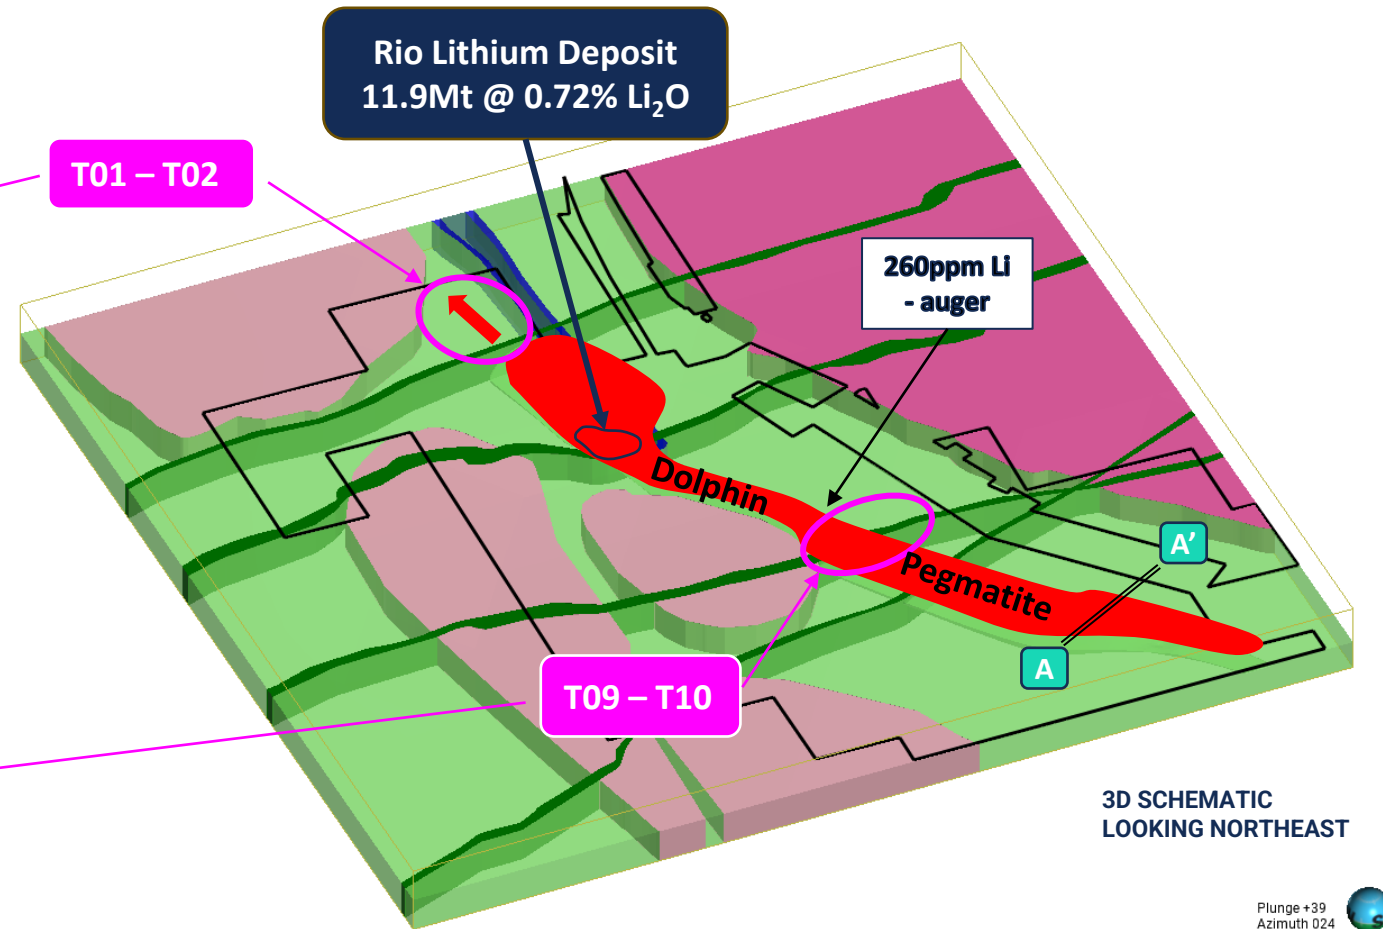 Rio Lithium Deposit
11.9Mt @ 0.72% Li₂O
T01 – T02
260ppm Li
- auger
Dolphin
Pegmatite
A’
A
T09 – T10
3D SCHEMATIC
LOOKING NORTHEAST
Plunge +39
Azimuth 024
S